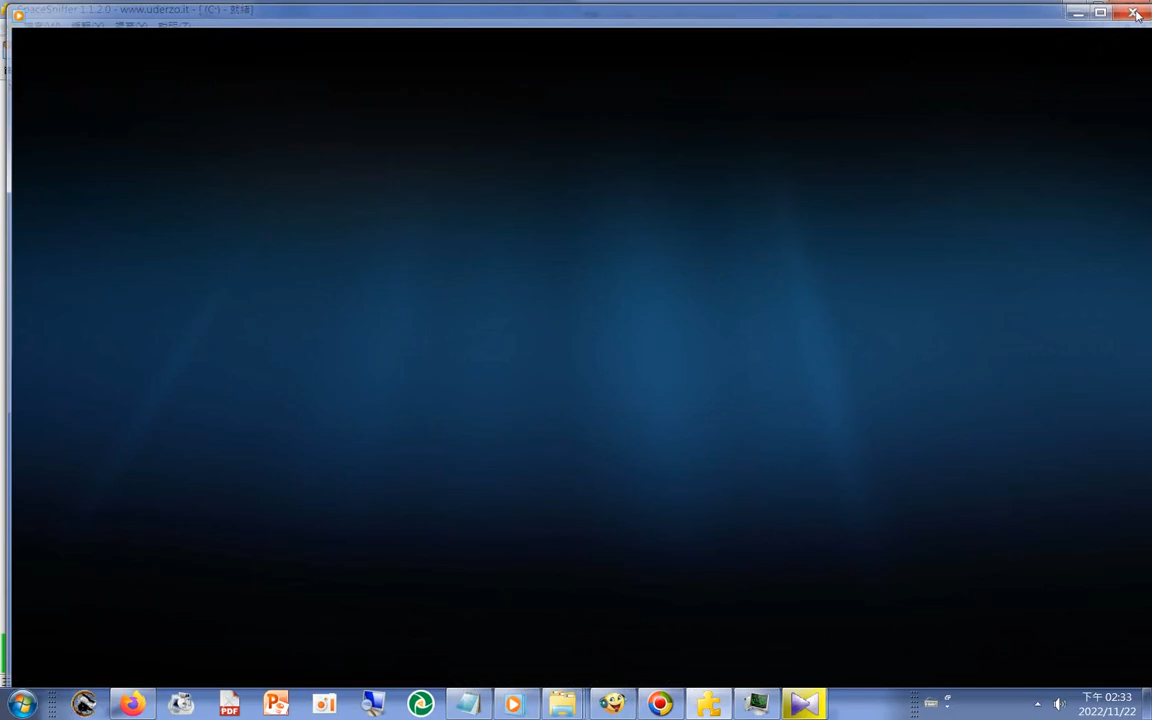 SpaceSniffer 1.1.2.0 - www.uderzo.it - [ (C:) - 就緒]
PDF
下午 02:33
2022/11/22